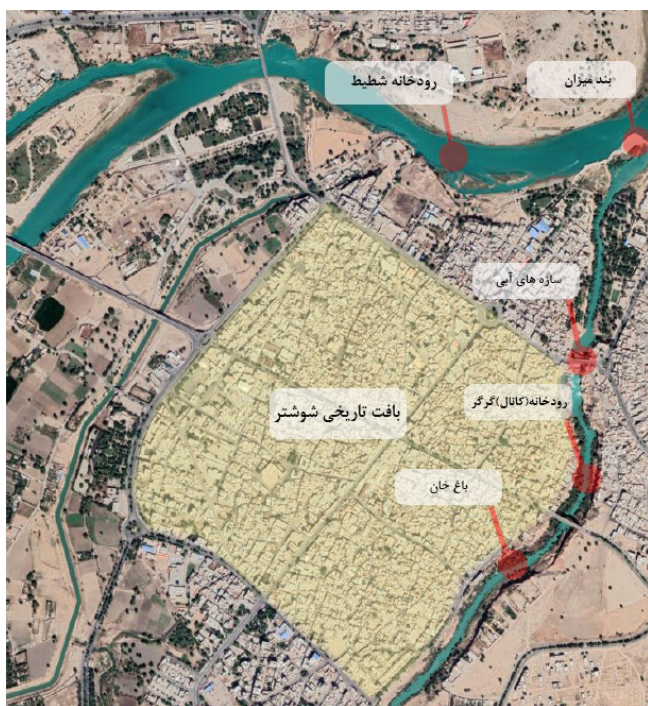 بند میزان
رودخانه شطیط
سازه های آبی
رودخانه(کانال)گرگر
بافت تاریخی شوشتر
باغ خان